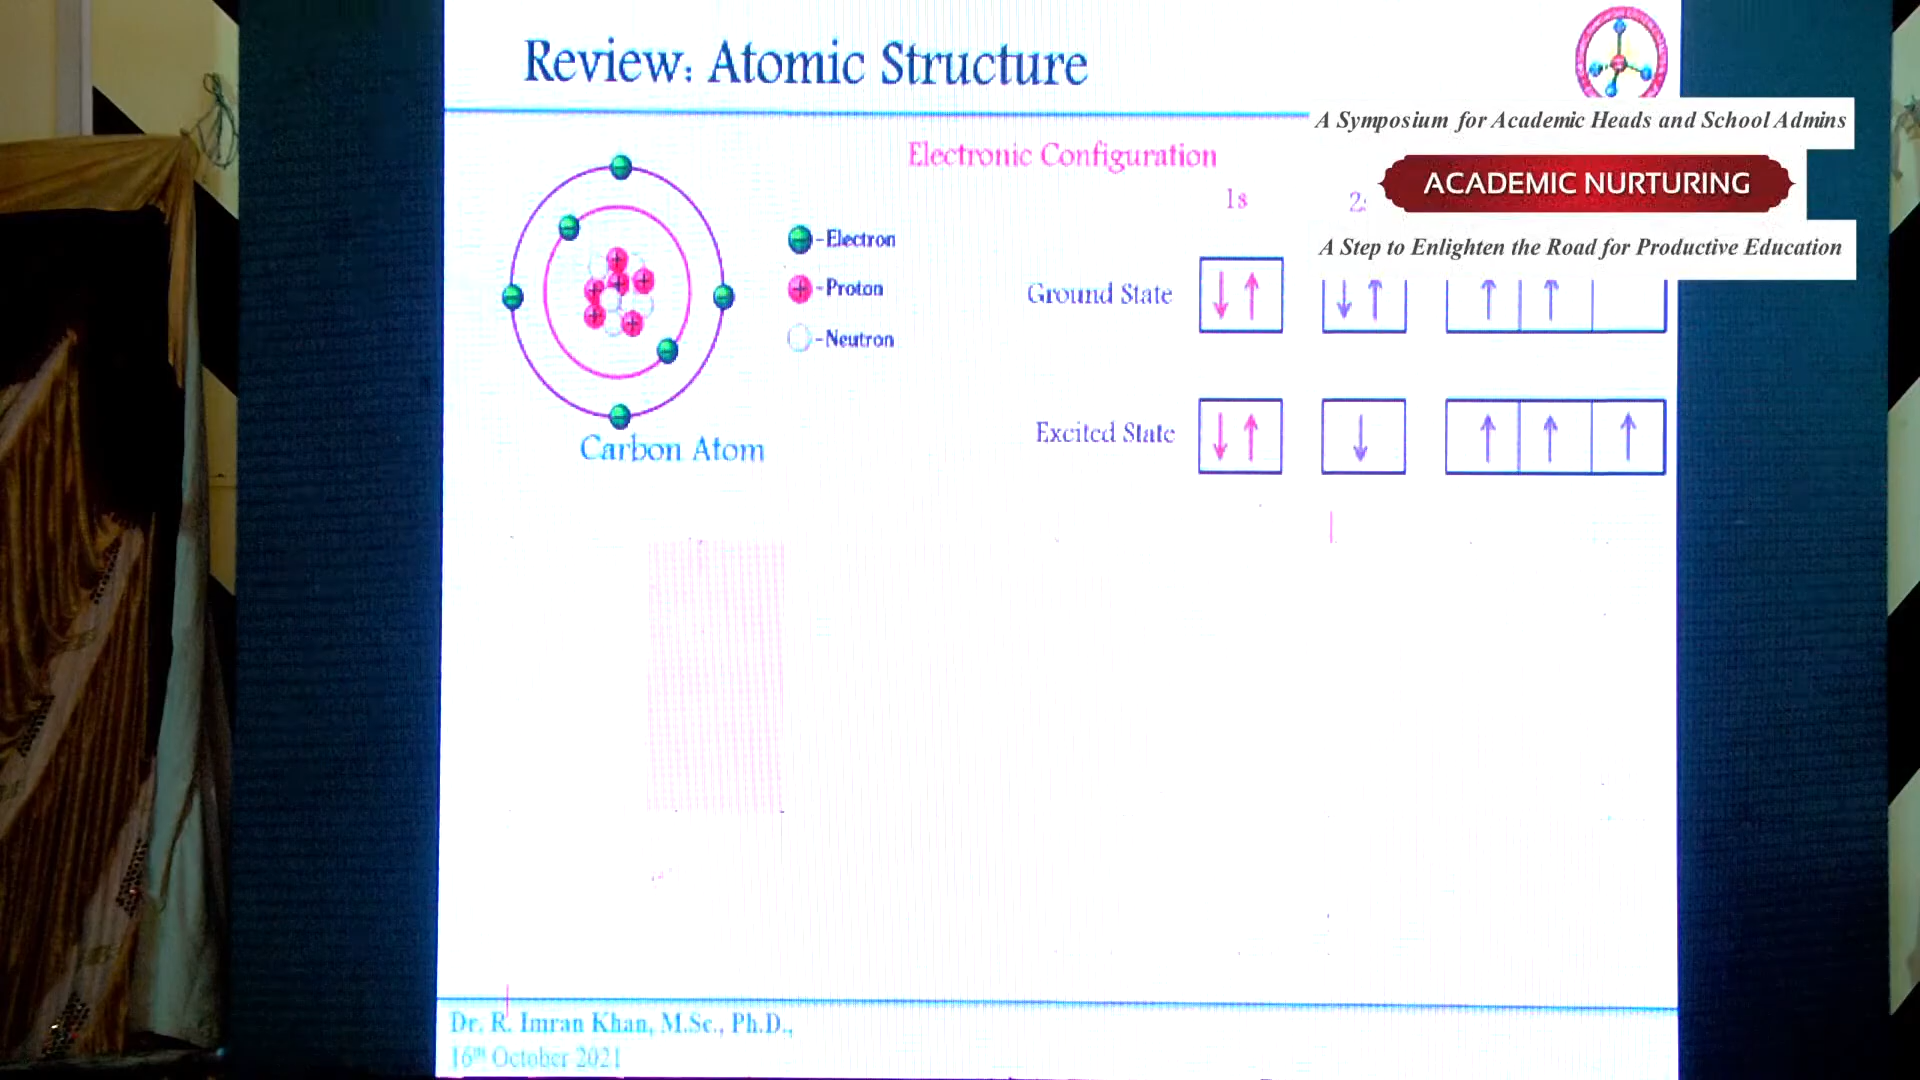 Review: Atomic Structure
A Symposium for Academic Heads and School Admins
ACADEMIC NURTURING
A Step to Enlighten the Road for Productive Education
Electronic Configuration
1s
-Electron
-Proton
-Neutron
Ground State
Excited State
Carbon Atom
Dr. R. Imran Khan, M.Sc., Ph.D.,
16th October 2021